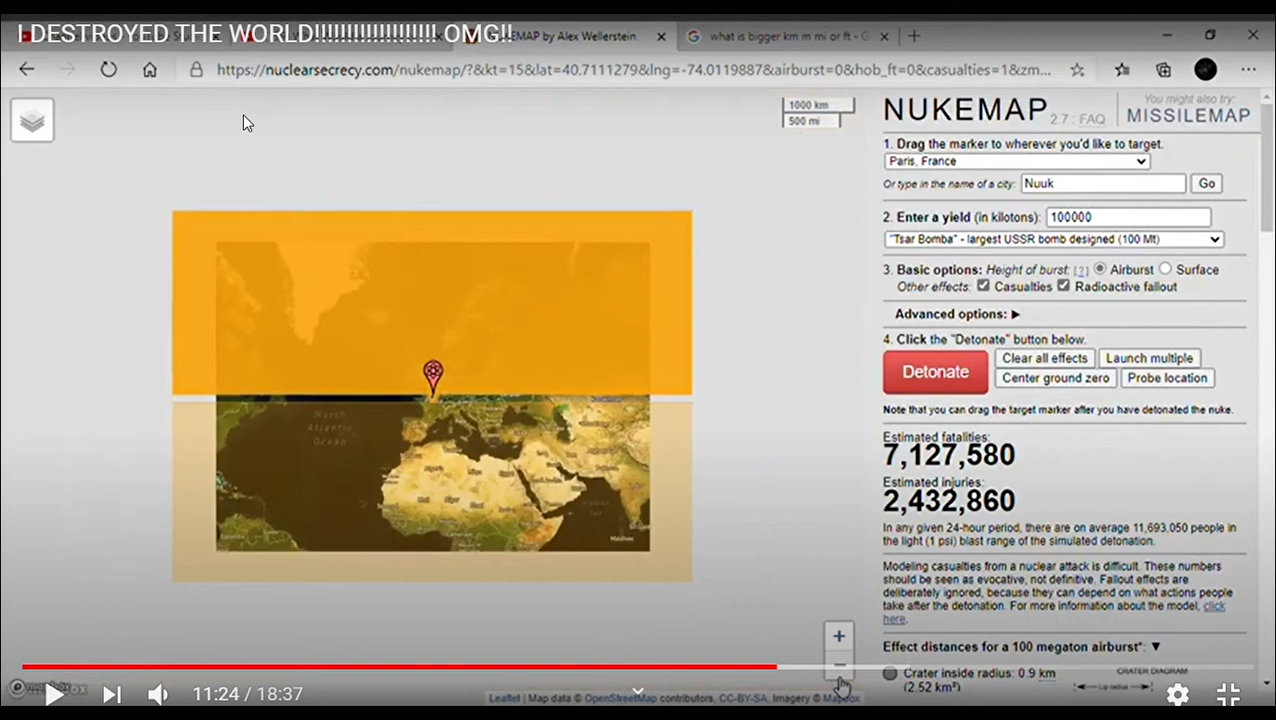 I DESTROYED THE WORLD!!!!!!!!!!!!!!!!!!! OMG!!
MAP by Alex Wellerstein
what is bigger km m mi or ft - G
https://nuclearsecrecy.com/nukemap/?&kt=15&lat=40.7111279&lng=-74.0119887&airburst=0&hob_ft=0&casualties=1&zm...
1000 km
500 mi
NUKEMAP 2.7: FAQ
You might also try:
MISSILEMAP
1. Drag the marker to wherever you'd like to target.
Paris, France
Or type in the name of a city: Nuuk Go
2. Enter a yield (in kilotons): 100000
"Tsar Bomba" - largest USSR bomb designed (100 Mt)
3. Basic options: Height of burst: [?] Airburst Surface
Other effects: Casualties Radioactive fallout
Advanced options:
4. Click the "Detonate" button below.
Detonate
Clear all effects Launch multiple
Center ground zero Probe location
Note that you can drag the target marker after you have detonated the nuke.
Estimated fatalities:
7,127,580
Estimated injuries:
2,432,860
In any given 24-hour period, there are on average 11,693,050 people in
the light (1 psi) blast range of the simulated detonation.
Modeling casualties from a nuclear attack is difficult. These numbers
should be seen as evocative, not definitive. Fallout effects are
deliberately ignored, because they can depend on what actions people
take after the detonation. For more information about the model, click
here.
Effect distances for a 100 megaton airburst*:
Crater inside radius: 0.9 km
(2.52 km²)
CRATER DIAGRAM
Lip radius
North
Atlantic
Ocean
Maldives
11:24 / 18:37
Leaflet | Map data © OpenStreetMap contributors, CC-BY-SA, Imagery © Mapbox